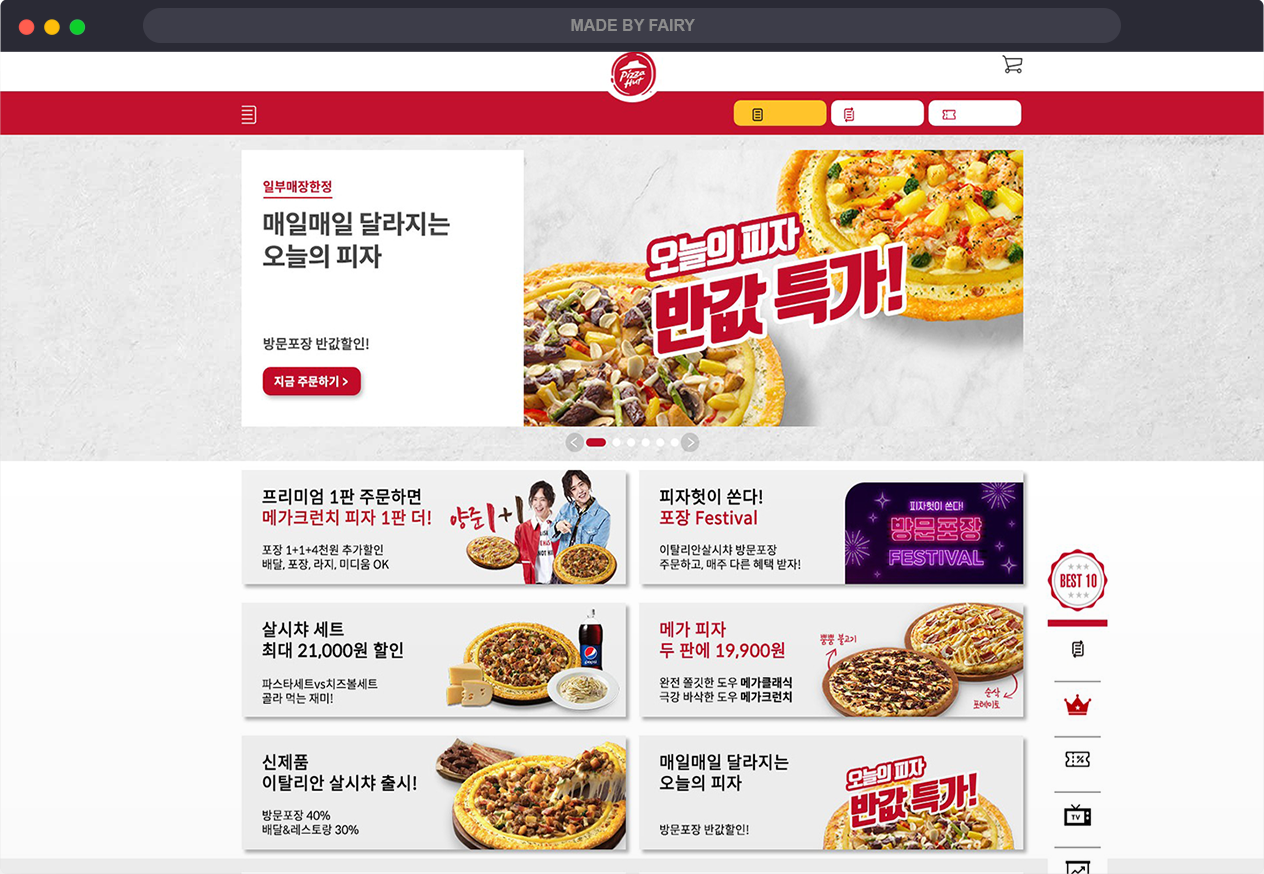 MADE BY FAIRY
Pizza
Hut
일부매장한정
매일매일 달라지는
오늘의 피자
방문포장 반값할인!
지금 주문하기 >
오늘의 피자
반값 특가!
프리미엄 1판 주문하면
메가크런치 피자 1판 더!
포장 1+1+4천원 추가할인
배달, 포장, 라지, 미디움 OK
1+1
피자헛이 쏜다!
포장 Festival
이탈리안살시챠 방문포장
주문하고, 매주 다른 혜택 받자!
피자헛이 쏜다!
방문포장
FESTIVAL
BEST 10
살시챠 세트
최대 21,000원 할인
파스타세트vs치즈볼세트
골라 먹는 재미!
pepsi
메가 피자
두 판에 19,900원
완전 쫄깃한 도우 메가클래식
극강 바삭한 도우 메가크런치
뿜뿜 불고기
순삭
포테이토
신제품
이탈리안 살시챠 출시!
방문포장 40%
배달&레스토랑 30%
매일매일 달라지는
오늘의 피자
방문포장 반값할인!
오늘의 피자
반값 특가!
TV